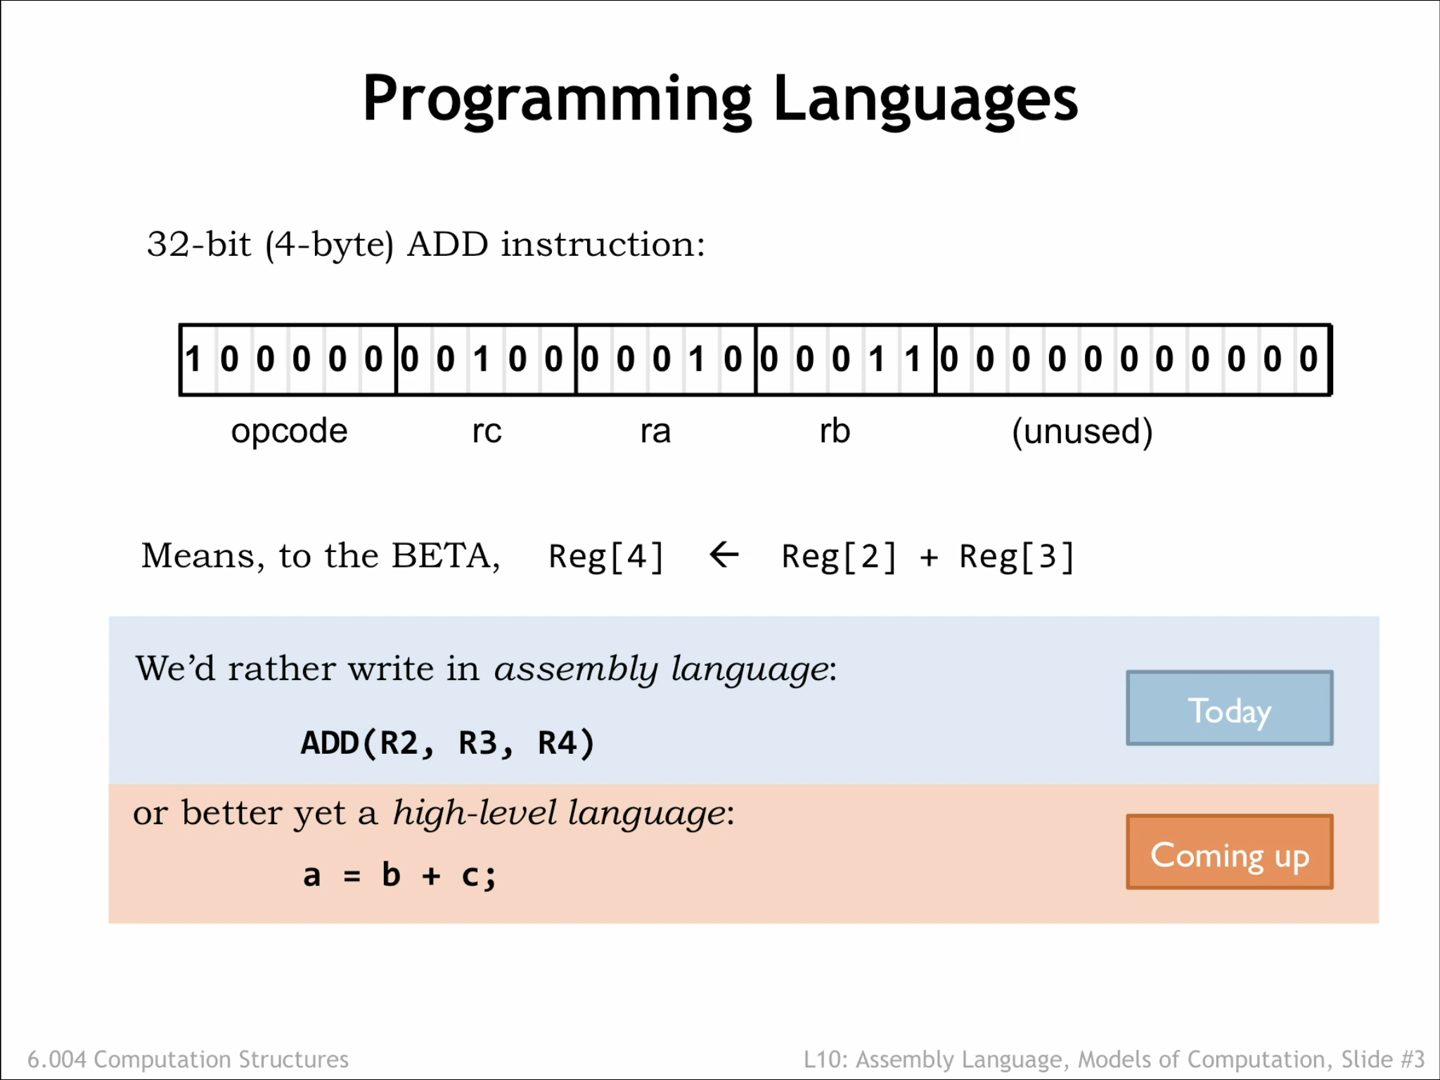 Programming Languages
32-bit (4-byte) ADD instruction:
1 0 0 0 0 0 0 0 1 0 0 0 0 0 1 0 0 0 0 1 1 0 0 0 0 0 0 0 0 0 0 0
opcode rc ra rb (unused)
Means, to the BETA, Reg[4] ← Reg[2] + Reg[3]
We'd rather write in assembly language:
Today
ADD(R2, R3, R4)
or better yet a high-level language:
Coming up
a = b + c;
6.004 Computation Structures
L10: Assembly Language, Models of Computation, Slide #3